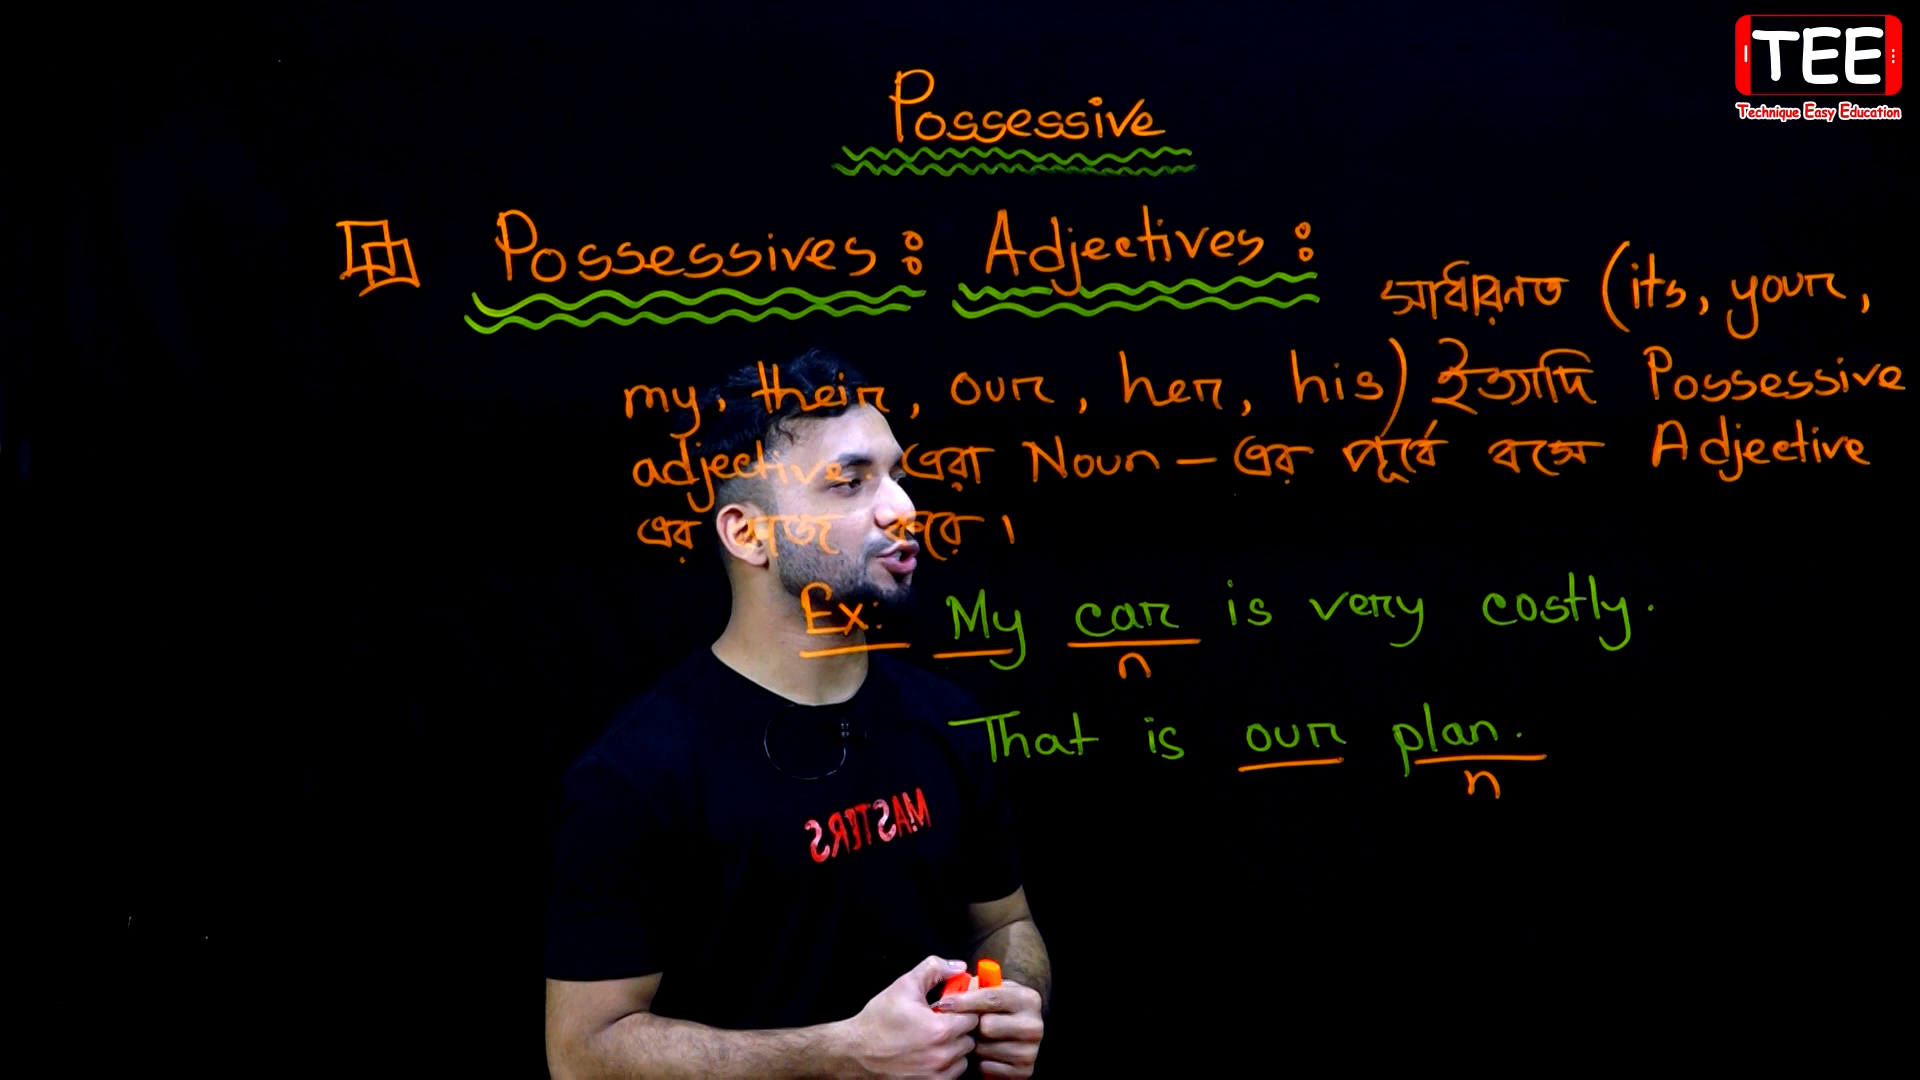 TEE
Technique Easy Education
Possessive
Possessives: Adjectives:
সাধারনত (its, your,
my, their, our, her, his) ইত্যাদি Possessive
adjective. এরা Noun - এর পূর্বে বসে Adjective
এর কাজ করে।
Ex: My car is very costly.
n
That is our plan.
n
MASTERS